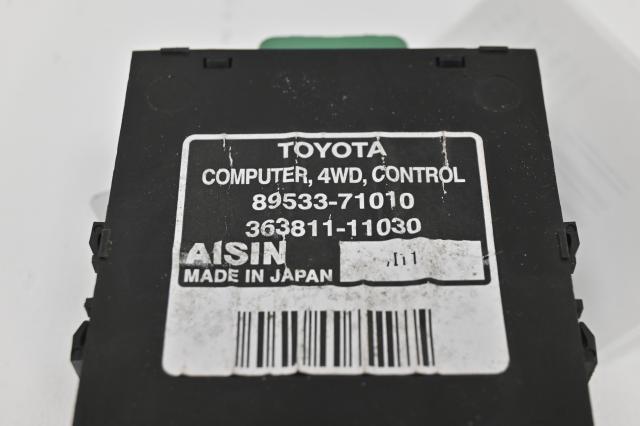 TOYOTA
COMPUTER, 4WD, CONTROL
89533-71010
363811-11030
AISIN
MADE IN JAPAN